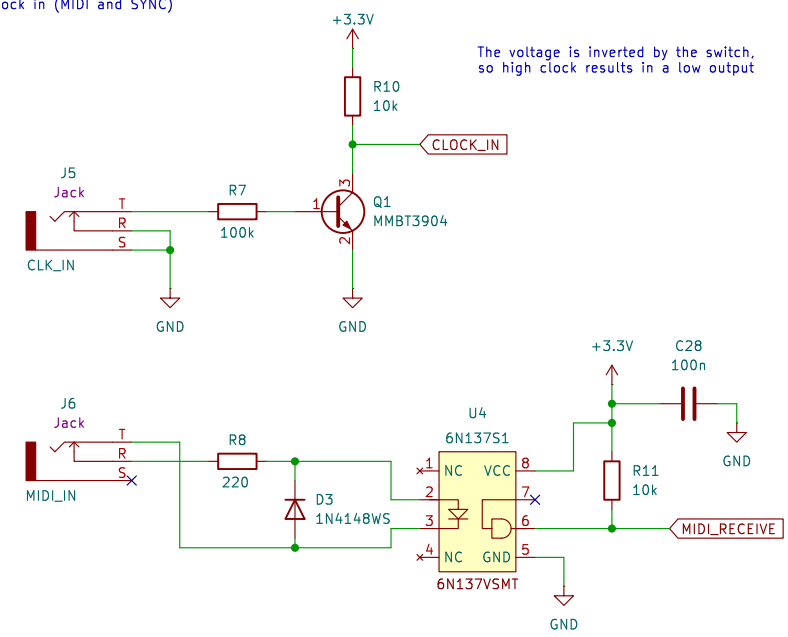 ock in (MIDI and SYNC)
+3.3V
The voltage is inverted by the switch,
so high clock results in a low output
R10
10k
CLOCK_IN
J5
Jack
T
R
S
CLK_IN
R7
100k
1
3
2
Q1
MMBT3904
GND
GND
+3.3V
C28
100n
GND
J6
Jack
T
R
S
MIDI_IN
R8
220
D3
1N4148WS
U4
6N137S1
1
NC
VCC
8
2
7
3
6
4
NC
GND
5
6N137VSMT
R11
10k
MIDI_RECEIVE
GND